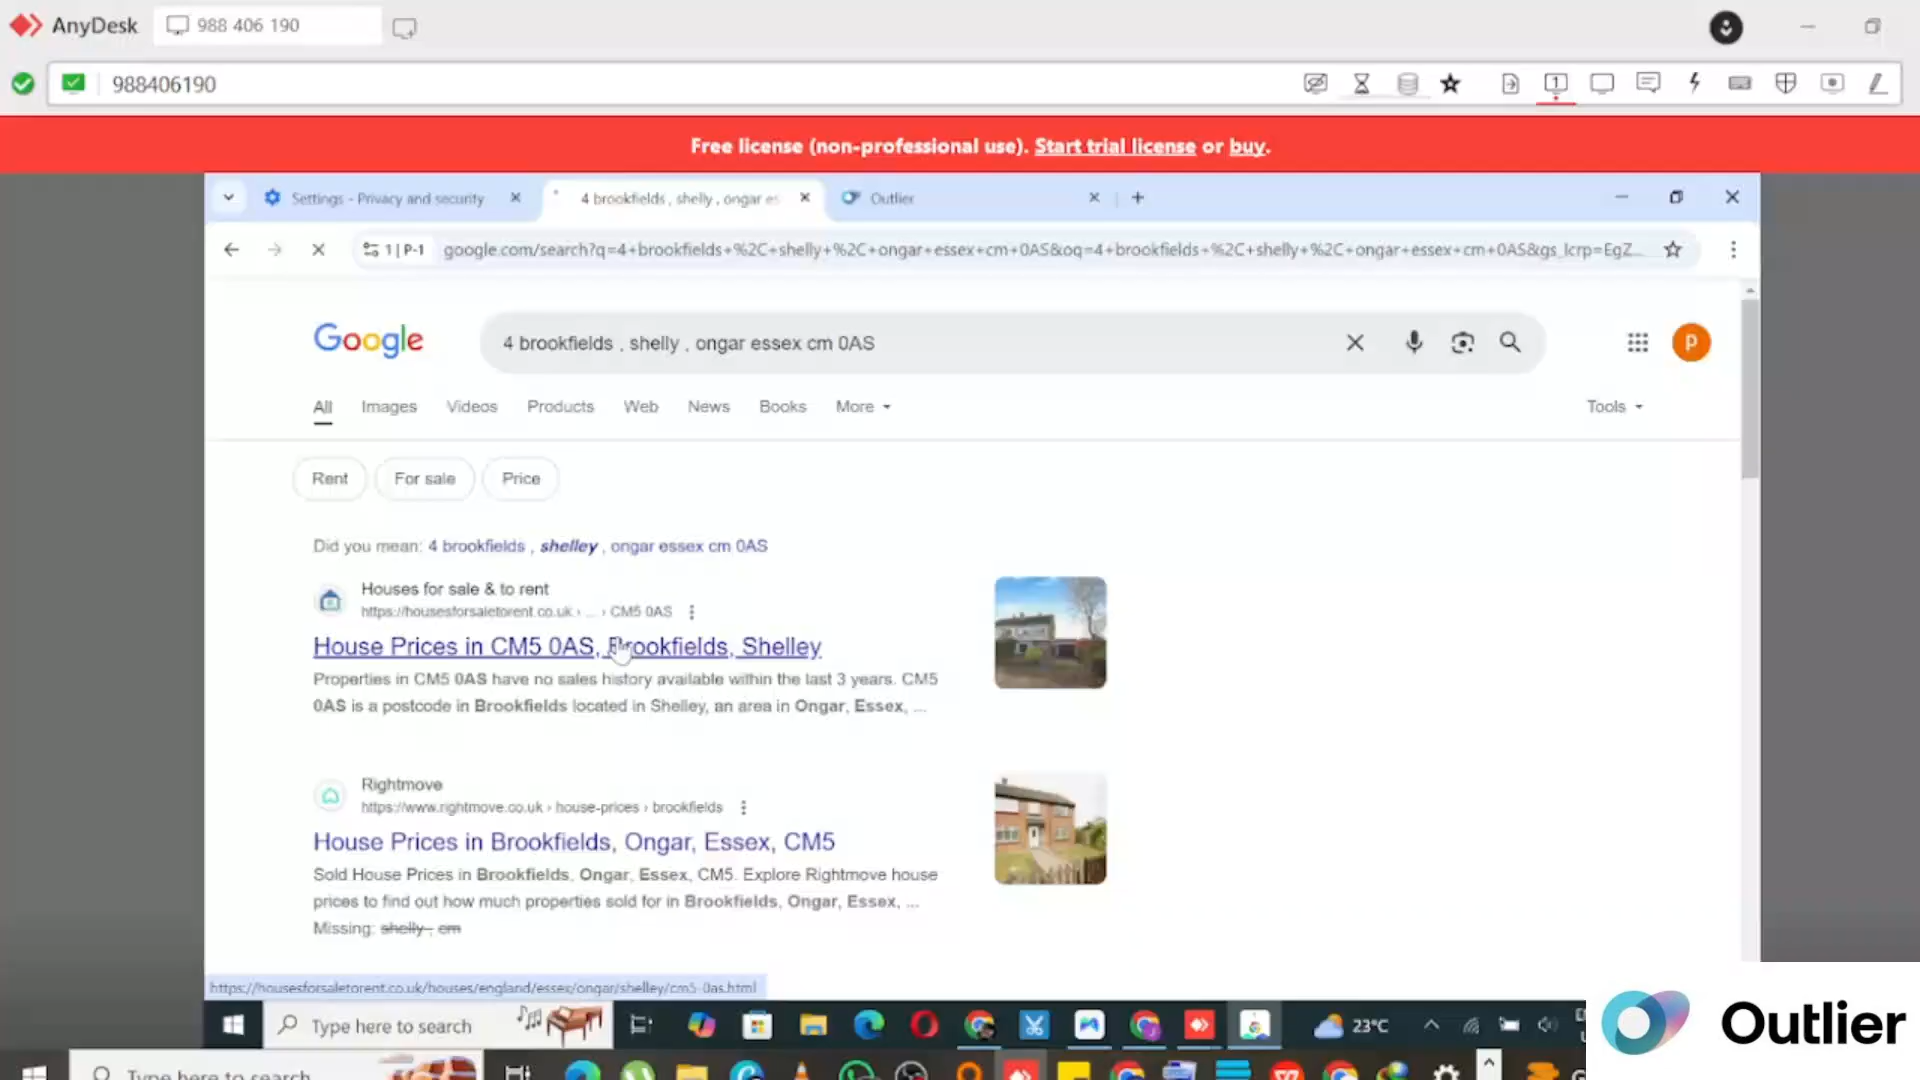 AnyDesk
988 406 190
988406190
Free license (non-professional use). Start trial license or buy.
Settings - Privacy and security
4 brookfields , shelly , ongar es
Outlier
1 | P-1
google.com/search?q=4+brookfields+%2C+shelly+%2C+ongar+essex+cm+0AS&oq=4+brookfields+%2C+shelly+%2C+ongar+essex+cm+0AS&gs_lcrp=EgZ...
Google
4 brookfields , shelly , ongar essex cm 0AS
P
All
Images
Videos
Products
Web
News
Books
More
Tools
Rent
For sale
Price
Did you mean: 4 brookfields , shelley , ongar essex cm 0AS
Houses for sale & to rent
https://housesforsaletorent.co.uk › ... › CM5 0AS
House Prices in CM5 0AS, Brookfields, Shelley
Properties in CM5 0AS have no sales history available within the last 3 years. CM5
0AS is a postcode in Brookfields located in Shelley, an area in Ongar, Essex, ...
Rightmove
https://www.rightmove.co.uk › house-prices › brookfields
House Prices in Brookfields, Ongar, Essex, CM5
Sold House Prices in Brookfields, Ongar, Essex, CM5. Explore Rightmove house
prices to find out how much properties sold for in Brookfields, Ongar, Essex, ...
Missing: shelly , cm
https://housesforsaletorent.co.uk/houses/england/essex/ongar/shelley/cm5-0as.html
Type here to search
23°C
Outlier
Type here to search